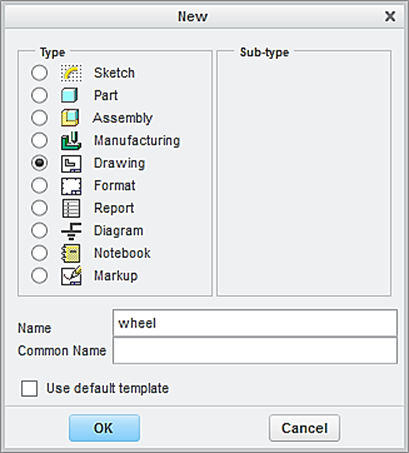 New
Type
Sub-type
Sketch
Part
Assembly
Manufacturing
Drawing
Format
Report
Diagram
Notebook
Markup
Name
wheel
Common Name
Use default template
OK
Cancel